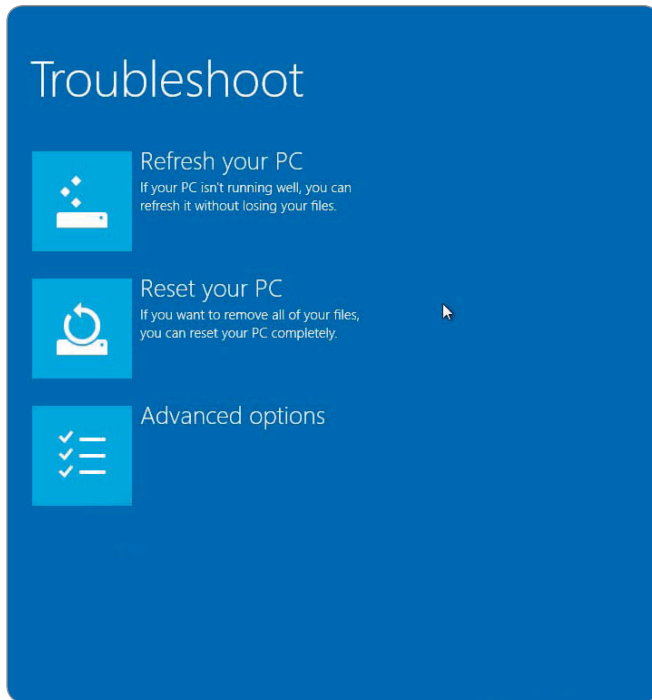 Troubleshoot
Refresh your PC
If your PC isn't running well, you can
refresh it without losing your files.
Reset your PC
If you want to remove all of your files,
you can reset your PC completely.
Advanced options